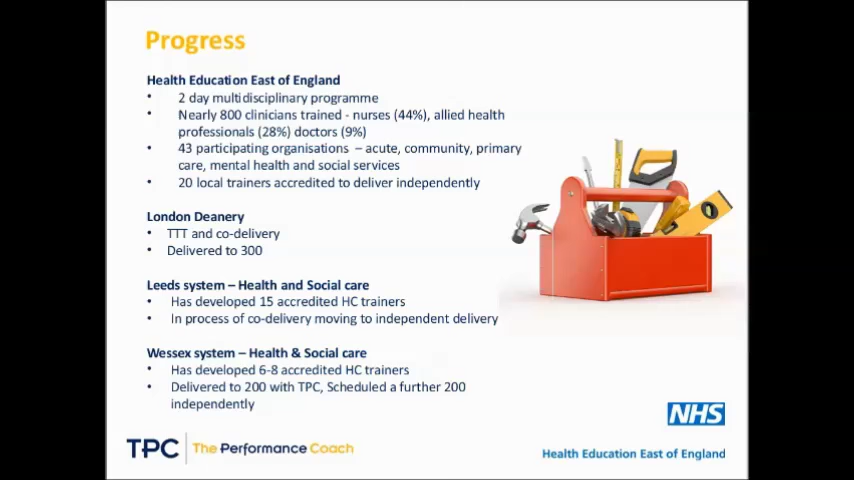 Progress
Health Education East of England
• 2 day multidisciplinary programme
• Nearly 800 clinicians trained - nurses (44%), allied health
professionals (28%) doctors (9%)
• 43 participating organisations – acute, community, primary
care, mental health and social services
• 20 local trainers accredited to deliver independently
London Deanery
• TTT and co-delivery
• Delivered to 300
Leeds system – Health and Social care
• Has developed 15 accredited HC trainers
• In process of co-delivery moving to independent delivery
Wessex system – Health & Social care
• Has developed 6-8 accredited HC trainers
• Delivered to 200 with TPC, Scheduled a further 200
independently
NHS
TPC The Performance Coach
Health Education East of England